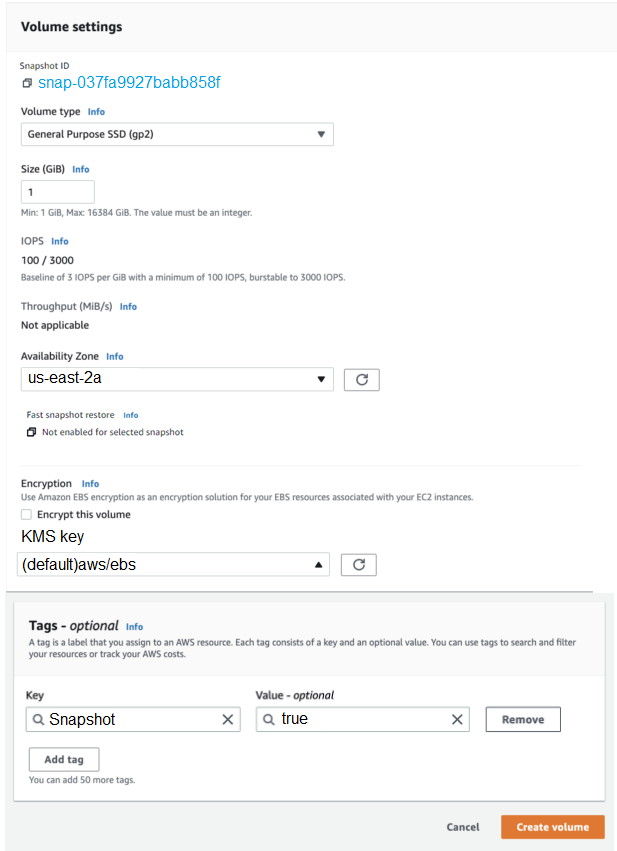 Volume settings
Snapshot ID
snap-037fa9927babb858f
Volume type Info
General Purpose SSD (gp2)
Size (GiB) Info
1
Min: 1 GiB, Max: 16384 GiB. The value must be an integer.
IOPS Info
100 / 3000
Baseline of 3 IOPS per GiB with a minimum of 100 IOPS, burstable to 3000 IOPS.
Throughput (MiB/s) Info
Not applicable
Availability Zone Info
us-east-2a
Fast snapshot restore Info
Not enabled for selected snapshot
Encryption Info
Use Amazon EBS encryption as an encryption solution for your EBS resources associated with your EC2 instances.
Encrypt this volume
KMS key
(default)aws/ebs
Tags - optional Info
A tag is a label that you assign to an AWS resource. Each tag consists of a key and an optional value. You can use tags to search and filter
your resources or track your AWS costs.
Key Value - optional
Snapshot true Remove
Add tag
You can add 50 more tags.
Cancel Create volume